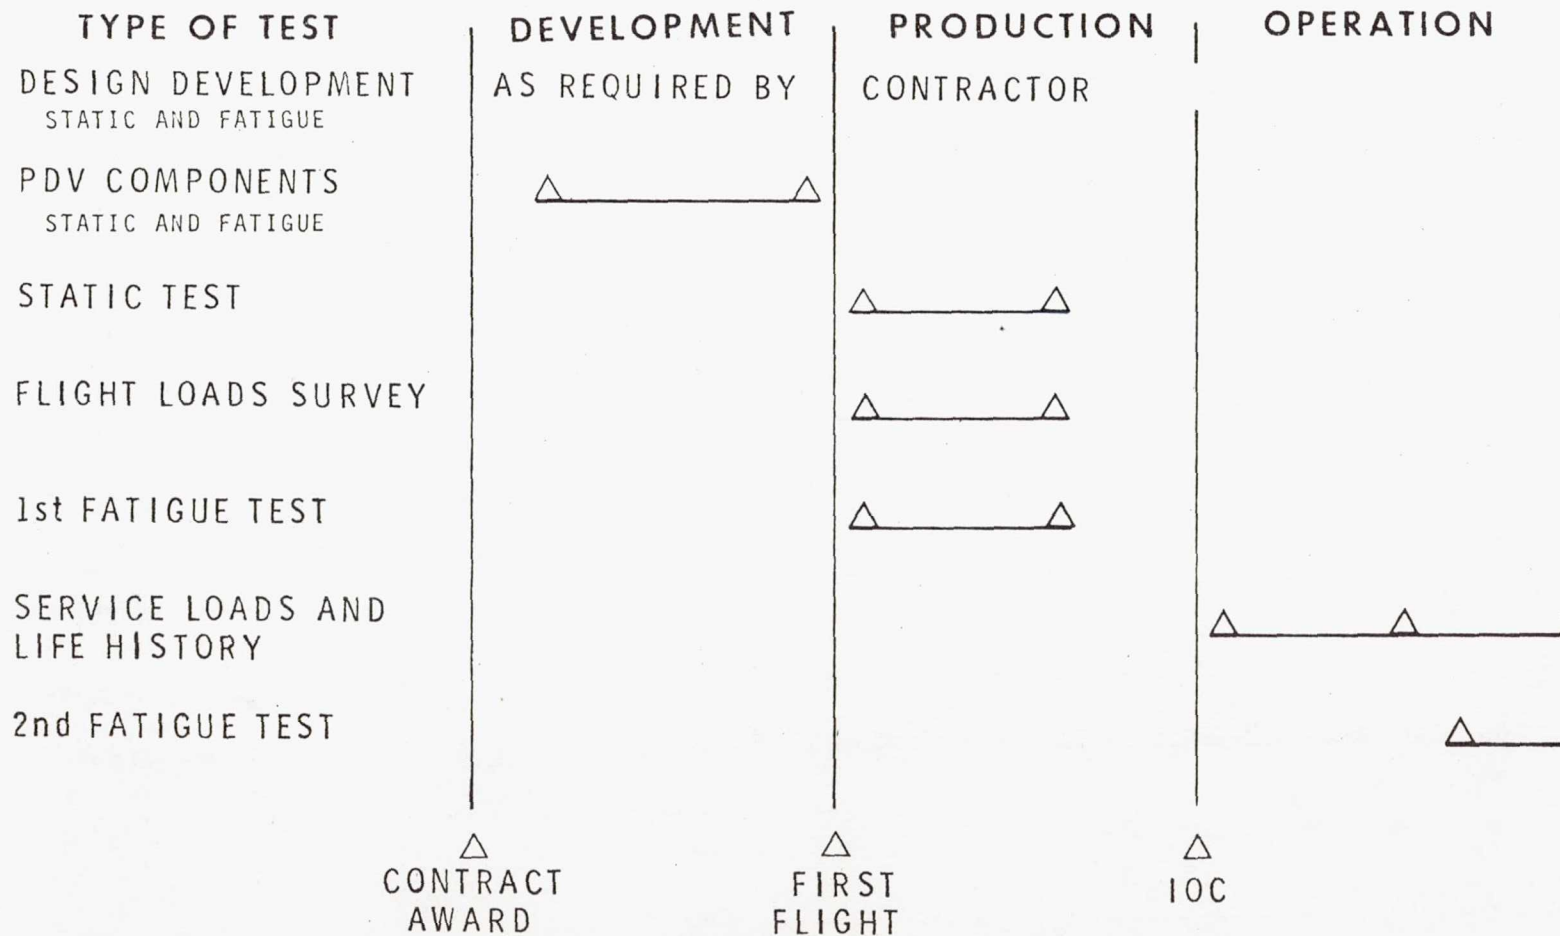 TYPE OF TEST DEVELOPMENT PRODUCTION OPERATION
DESIGN DEVELOPMENT AS REQUIRED BY CONTRACTOR
STATIC AND FATIGUE
PDV COMPONENTS
STATIC AND FATIGUE
STATIC TEST
FLIGHT LOADS SURVEY
1st FATIGUE TEST
SERVICE LOADS AND
LIFE HISTORY
2nd FATIGUE TEST
CONTRACT
AWARD
FIRST
FLIGHT
IOC